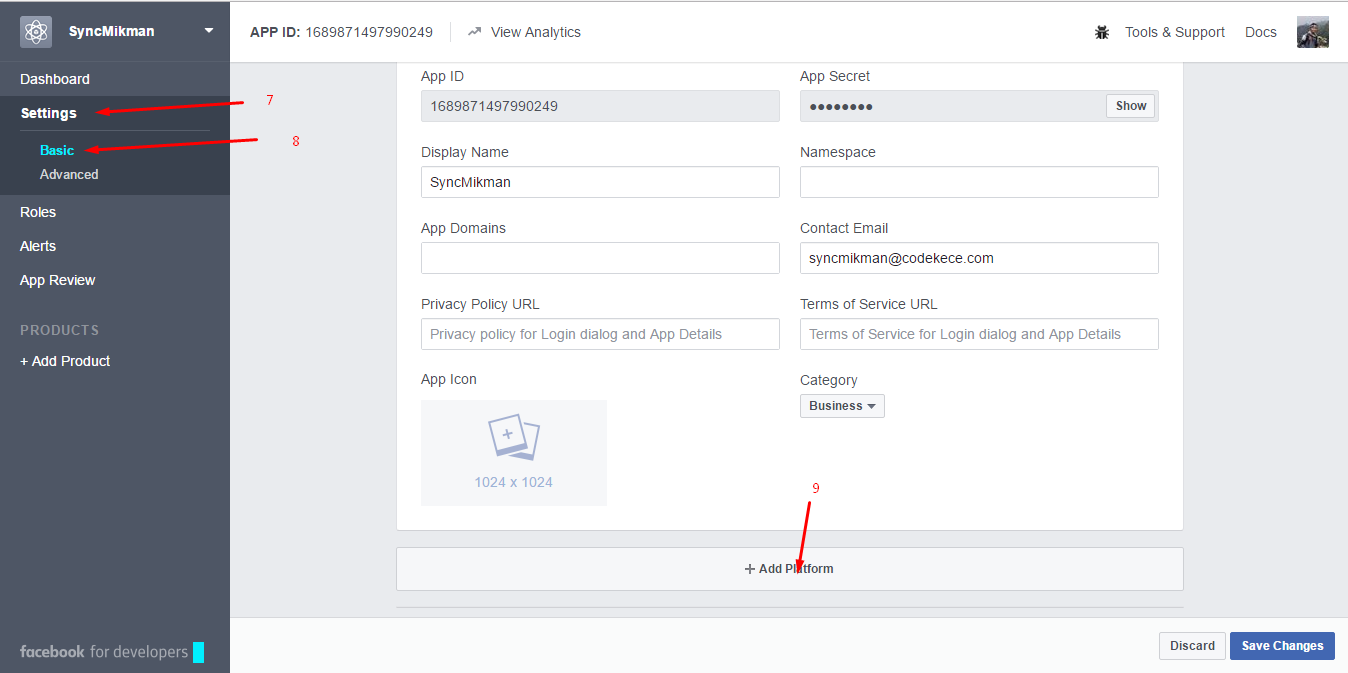 SyncMikman
APP ID: 1689871497990249
View Analytics
Tools & Support
Docs
Dashboard
Settings
7
Basic
8
Advanced
Roles
Alerts
App Review
PRODUCTS
+ Add Product
facebook for developers
App ID
App Secret
1689871497990249
●●●●●●●●
Show
Display Name
Namespace
SyncMikman
App Domains
Contact Email
syncmikman@codekece.com
Privacy Policy URL
Terms of Service URL
Privacy policy for Login dialog and App Details
Terms of Service for Login dialog and App Details
App Icon
Category
Business
1024 x 1024
9
+ Add Platform
Discard
Save Changes